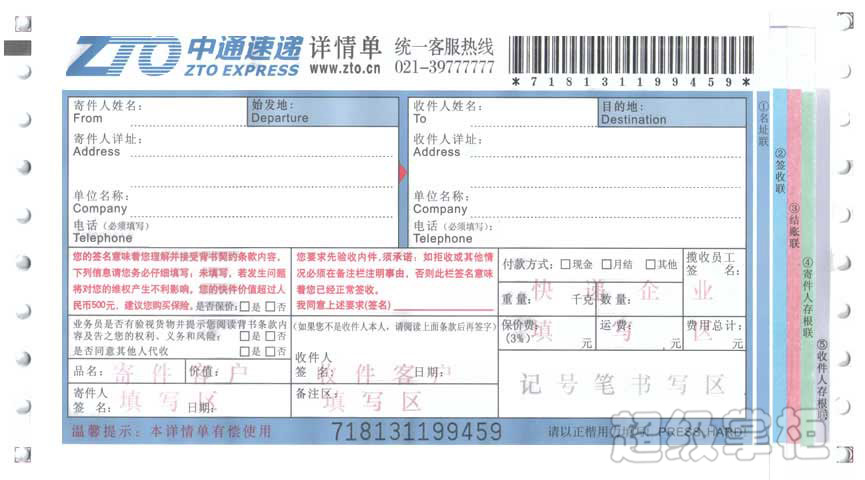 ZTO 中通速递 详情单 统一客服热线
ZTO EXPRESS www.zto.cn 021-39777777
*718131199459*
寄件人姓名: 始发地: 收件人姓名: 目的地:
From Departure To Destination
寄件人详址: 收件人详址:
Address Address
单位名称: 单位名称:
Company Company
电话(必须填写) 电话(必须填写)
Telephone Telephone
您的签名意味着您理解并接受背书契约条款内容,
下列信息请您务必仔细填写;未填写,若发生问题
将对您的维权产生不利影响。您的快件价值超过人
民币500元,建议您购买保险。是否保价:□是 □否
您要求先验收内件,须承诺:如拒收或其他情
况必须在备注栏注明事由,否则此栏签名意味
着您已经正常签收。
我同意上述要求(签名)
付款方式:□现金 □月结 □其他
揽收员工
签 名:
重量: 千克 数量:
快递企业
填写区
保价费: 运费: 费用总计:
(3%) 元 元 元
业务员是否有验视货物并提示您阅读背书条款内
容及告之您的权利、义务和风险: □是 □否
是否同意其他人代收 □是 □否
(如果您不是收件人本人,请阅读上面条款后再签字)
收件人
签 名: 日期:
品名: 价值:
寄件客户
填写区
收件客户
填写区
寄件人
签 名: 日期:
备注区:
记号笔书写区
温馨提示:本详情单有偿使用 718131199459 请以正楷用力填写 PRESS HARD
①名址联
②签收联
③结账联
④寄件人存根联
⑤收件人存根联
超级掌柜